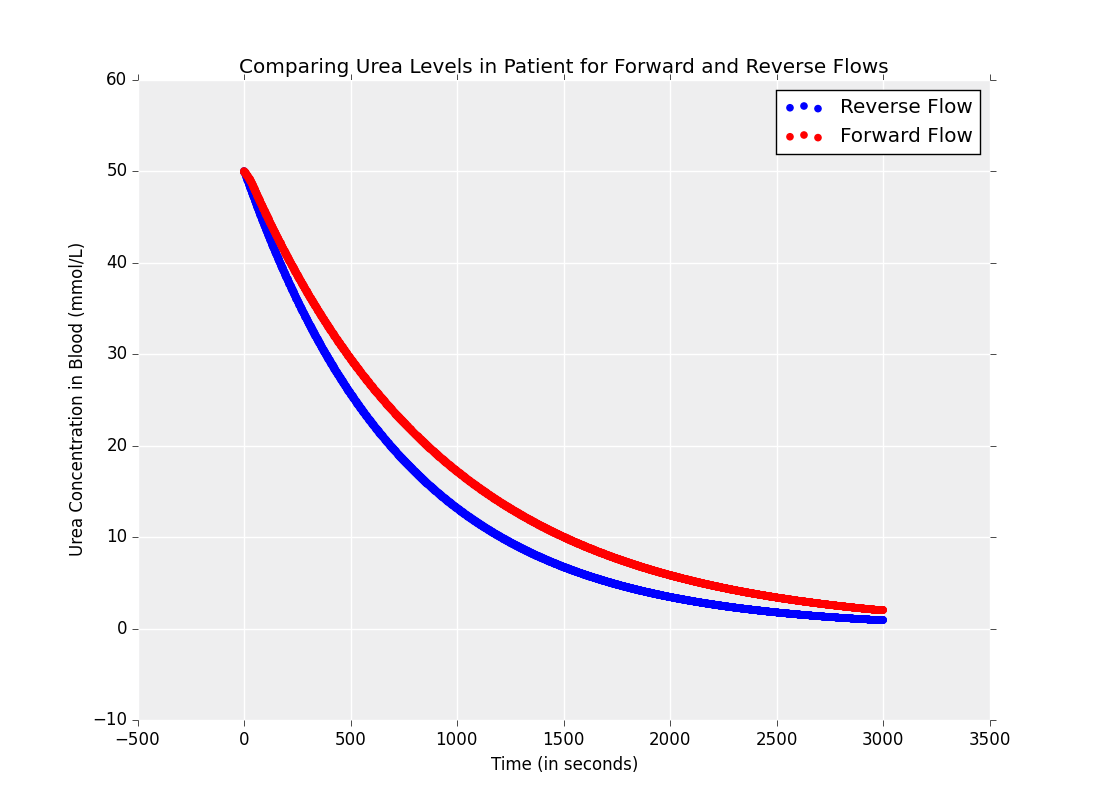 Comparing Urea Levels in Patient for Forward and Reverse Flows
60
50
40
30
20
10
0
−10
Urea Concentration in Blood (mmol/L)
Reverse Flow
Forward Flow
−500 0 500 1000 1500 2000 2500 3000 3500
Time (in seconds)